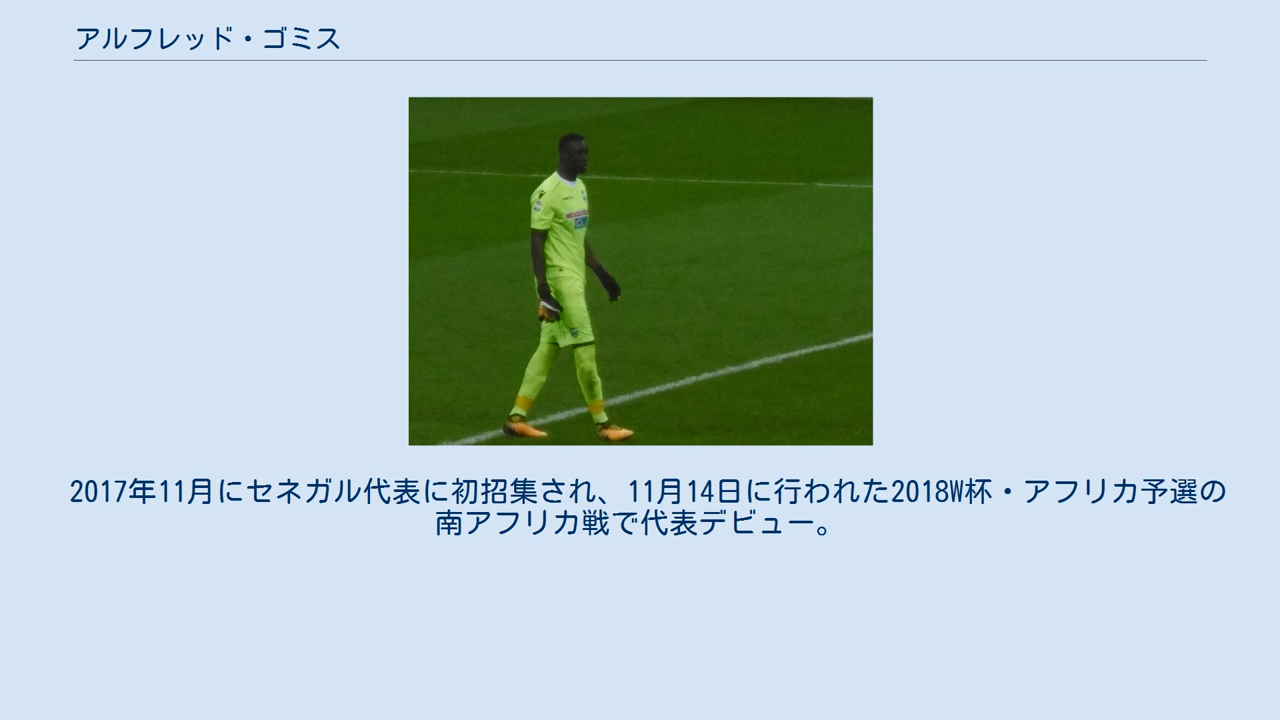 アルフレッド・ゴミス
2017年11月にセネガル代表に初招集され、11月14日に行われた2018W杯・アフリカ予選の
南アフリカ戦で代表デビュー。